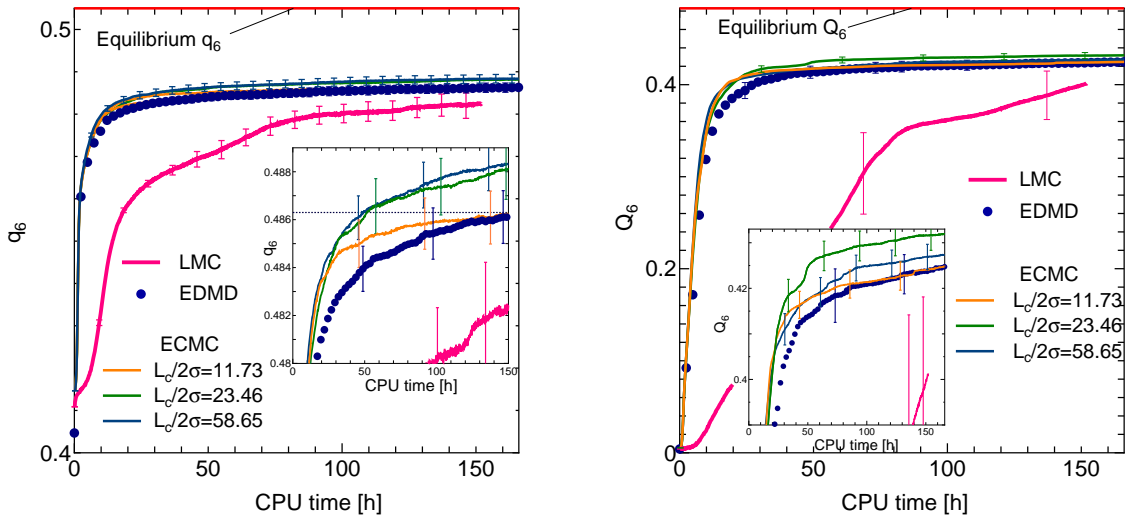 0.5
Equilibrium q6
q6
0.4
0
50
100
150
CPU time [h]
LMC
EDMD
ECMC
Lc/2σ=11.73
Lc/2σ=23.46
Lc/2σ=58.65
0.488
0.486
0.484
0.482
0.48
q6
0
50
100
150
CPU time [h]
Equilibrium Q6
Q6
0.4
0.2
0
0
50
100
150
CPU time [h]
LMC
EDMD
ECMC
Lc/2σ=11.73
Lc/2σ=23.46
Lc/2σ=58.65
0.42
0.4
Q6
0
50
100
150
CPU time [h]